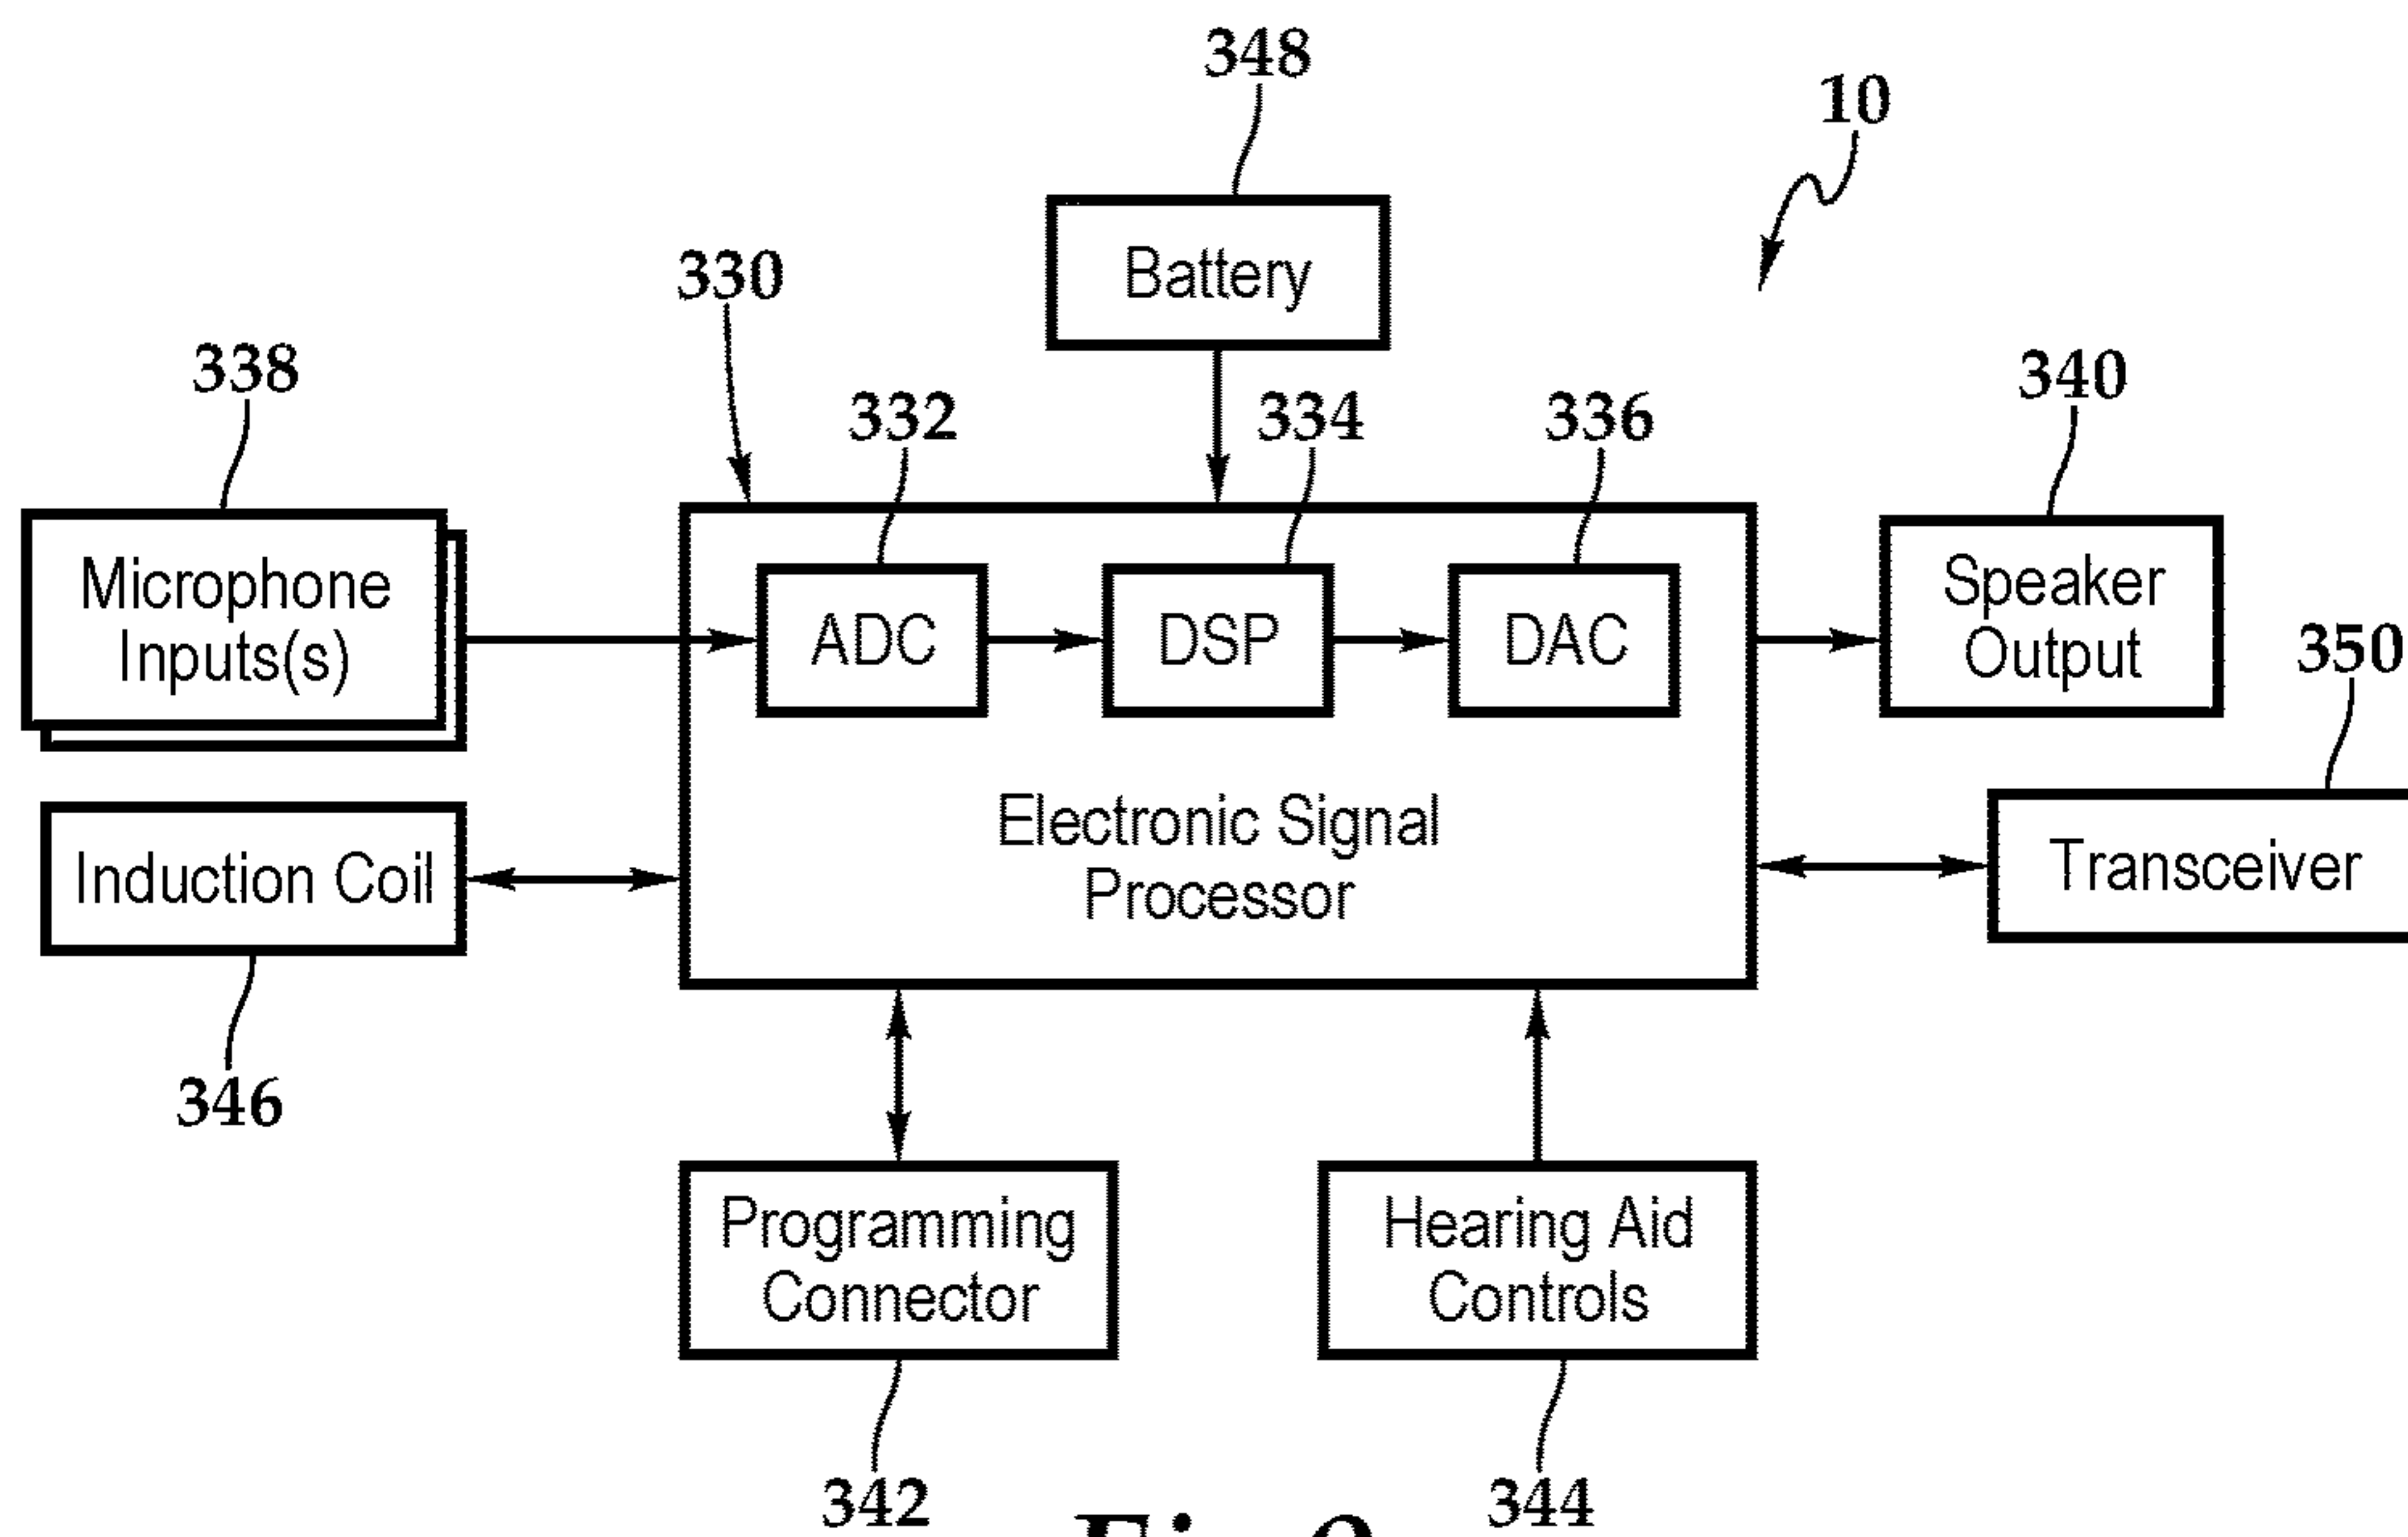 348
10
330
Battery
338
332
334
336
340
Microphone
Inputs(s)
ADC
DSP
DAC
Speaker
Output
350
Electronic Signal
Processor
Induction Coil
Transceiver
346
Programming
Connector
Hearing Aid
Controls
342
344